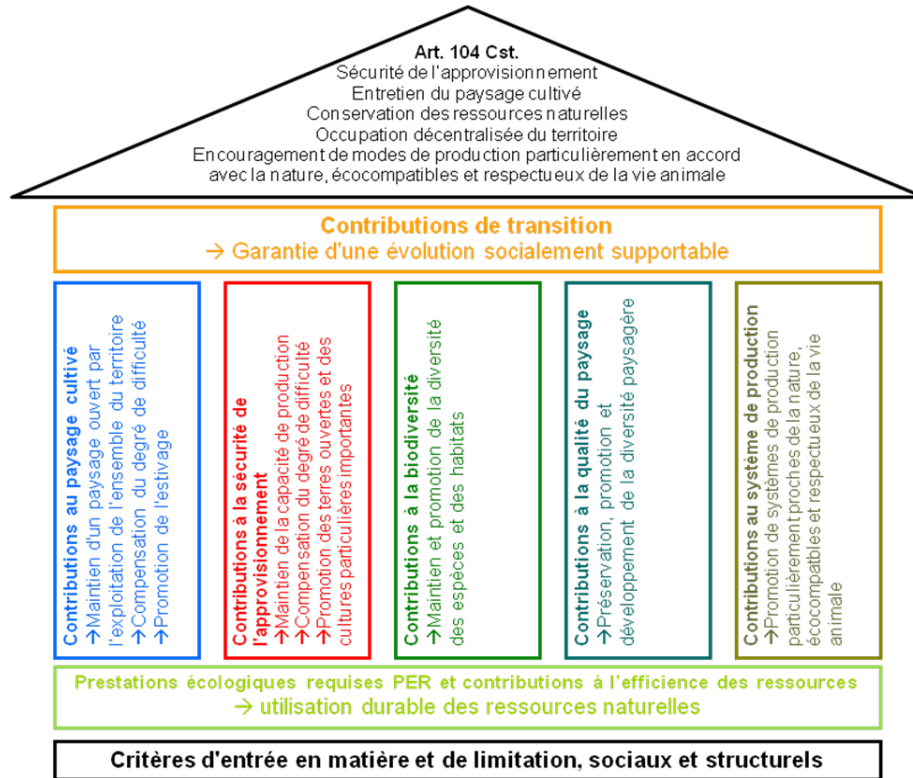 Art. 104 Cst.
Sécurité de l'approvisionnement
Entretien du paysage cultivé
Conservation des ressources naturelles
Occupation décentralisée du territoire
Encouragement de modes de production particulièrement en accord
avec la nature, écocompatibles et respectueux de la vie animale
Contributions de transition
→ Garantie d'une évolution socialement supportable
Contributions au paysage cultivé
→Maintien d'un paysage ouvert par
l'exploitation de l'ensemble du territoire
→Compensation du degré de difficulté
→Promotion de l'estivage
Contributions à la sécurité de
l'approvisionnement
→Maintien de la capacité de production
→Compensation du degré de difficulté
→Promotion des terres ouvertes et des
cultures particulières importantes
Contributions à la biodiversité
→Maintien et promotion de la diversité
des espèces et des habitats
Contributions à la qualité du paysage
→Préservation, promotion et
développement de la diversité paysagère
Contributions au système de production
→Promotion de systèmes de production
particulièrement proches de la nature,
écocompatibles et respectueux de la vie
animale
Prestations écologiques requises PER et contributions à l'efficience des ressources
→ utilisation durable des ressources naturelles
Critères d'entrée en matière et de limitation, sociaux et structurels